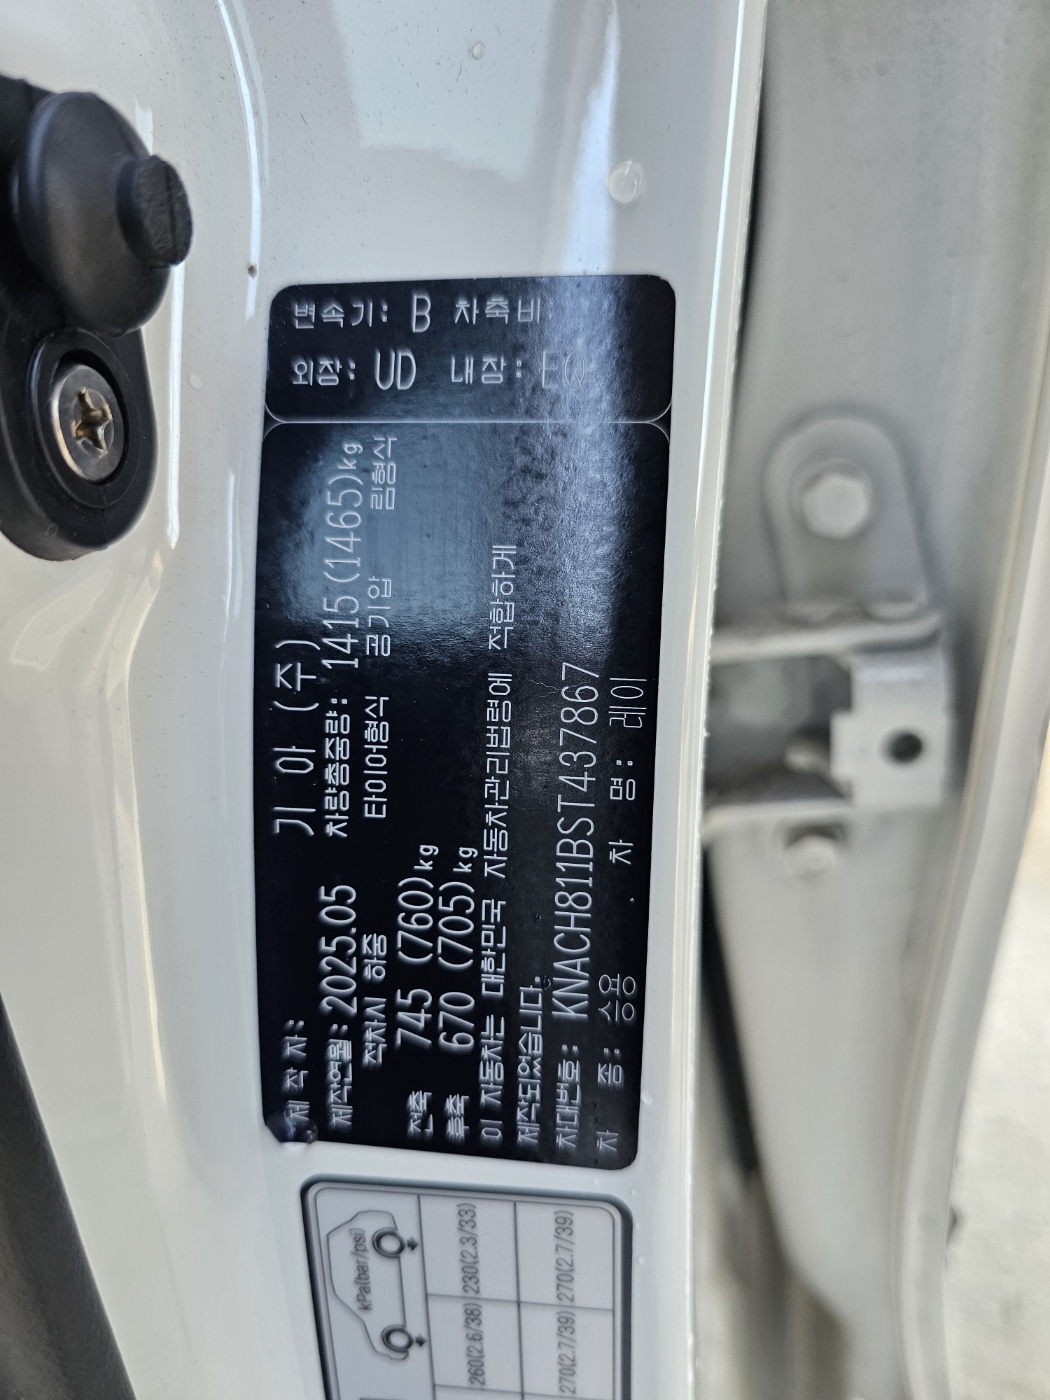 변속기: B 차축비:
외장: UD 내장:
제 작 자: 기 아 (주)
제작연월: 2025.05 차량총중량: 1415(1465)kg
적차시 하중 타이어형식 공기압 림형식
전축 745 (760)kg
후축 670 (705)kg
이 자동차는 대한민국 자동차관리법령에 적합하게
제작되었습니다.
차대번호: KNACH811BST437867
차 종: 승용 차 명: 레이
kPa(bar/psi)
260(2.6/38) 230(2.3/33)
270(2.7/39) 270(2.7/39)